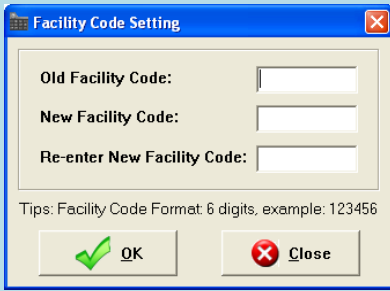 Facility Code Setting
Old Facility Code:
New Facility Code:
Re-enter New Facility Code:
Tips: Facility Code Format: 6 digits, example: 123456
OK
Close